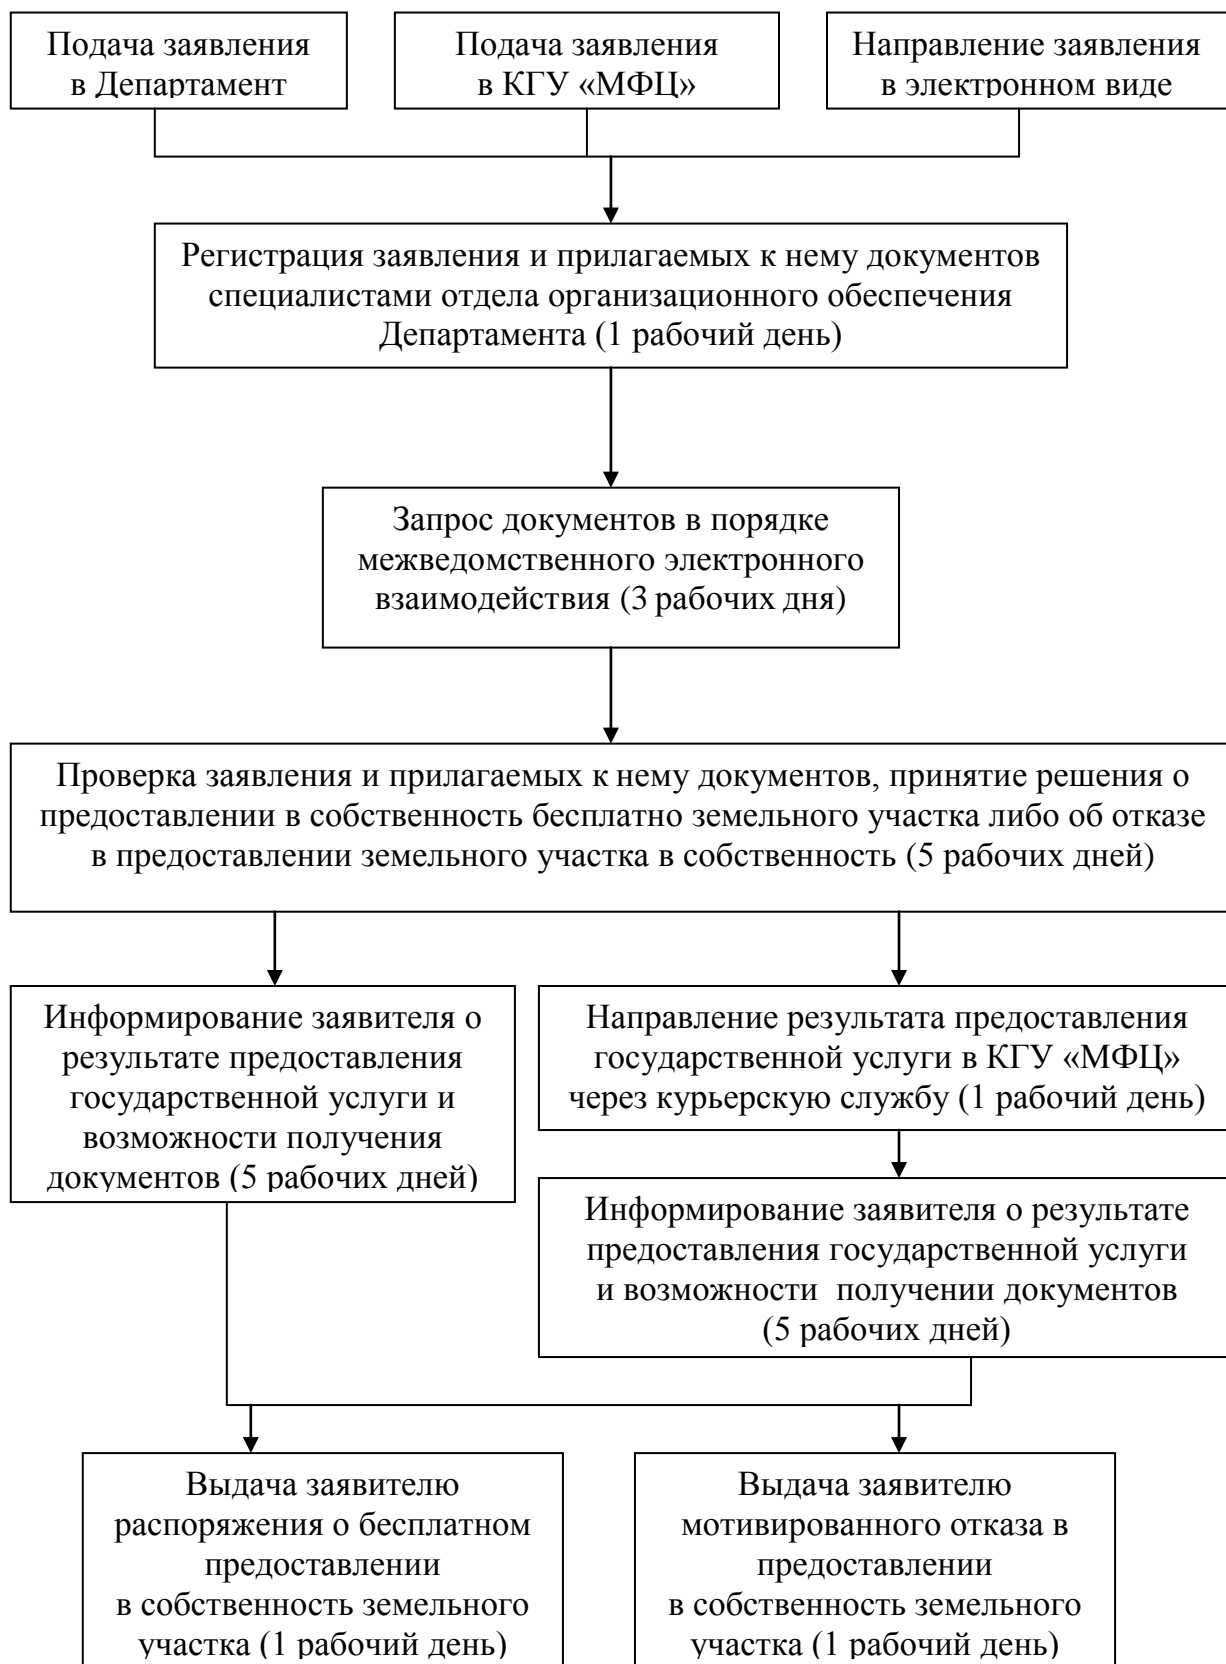 Подача заявления
в Департамент
Подача заявления
в КГУ «МФЦ»
Направление заявления
в электронном виде
Регистрация заявления и прилагаемых к нему документов
специалистами отдела организационного обеспечения
Департамента (1 рабочий день)
Запрос документов в порядке
межведомственного электронного
взаимодействия (3 рабочих дня)
Проверка заявления и прилагаемых к нему документов, принятие решения о
предоставлении в собственность бесплатно земельного участка либо об отказе
в предоставлении земельного участка в собственность (5 рабочих дней)
Информирование заявителя о
результате предоставления
государственной услуги и
возможности получения
документов (5 рабочих дней)
Направление результата предоставления
государственной услуги в КГУ «МФЦ»
через курьерскую службу (1 рабочий день)
Информирование заявителя о результате
предоставления государственной услуги
и возможности  получении документов
(5 рабочих дней)
Выдача заявителю
распоряжения о бесплатном
предоставлении
в собственность земельного
участка (1 рабочий день)
Выдача заявителю
мотивированного отказа в
предоставлении
в собственность земельного
участка (1 рабочий день)